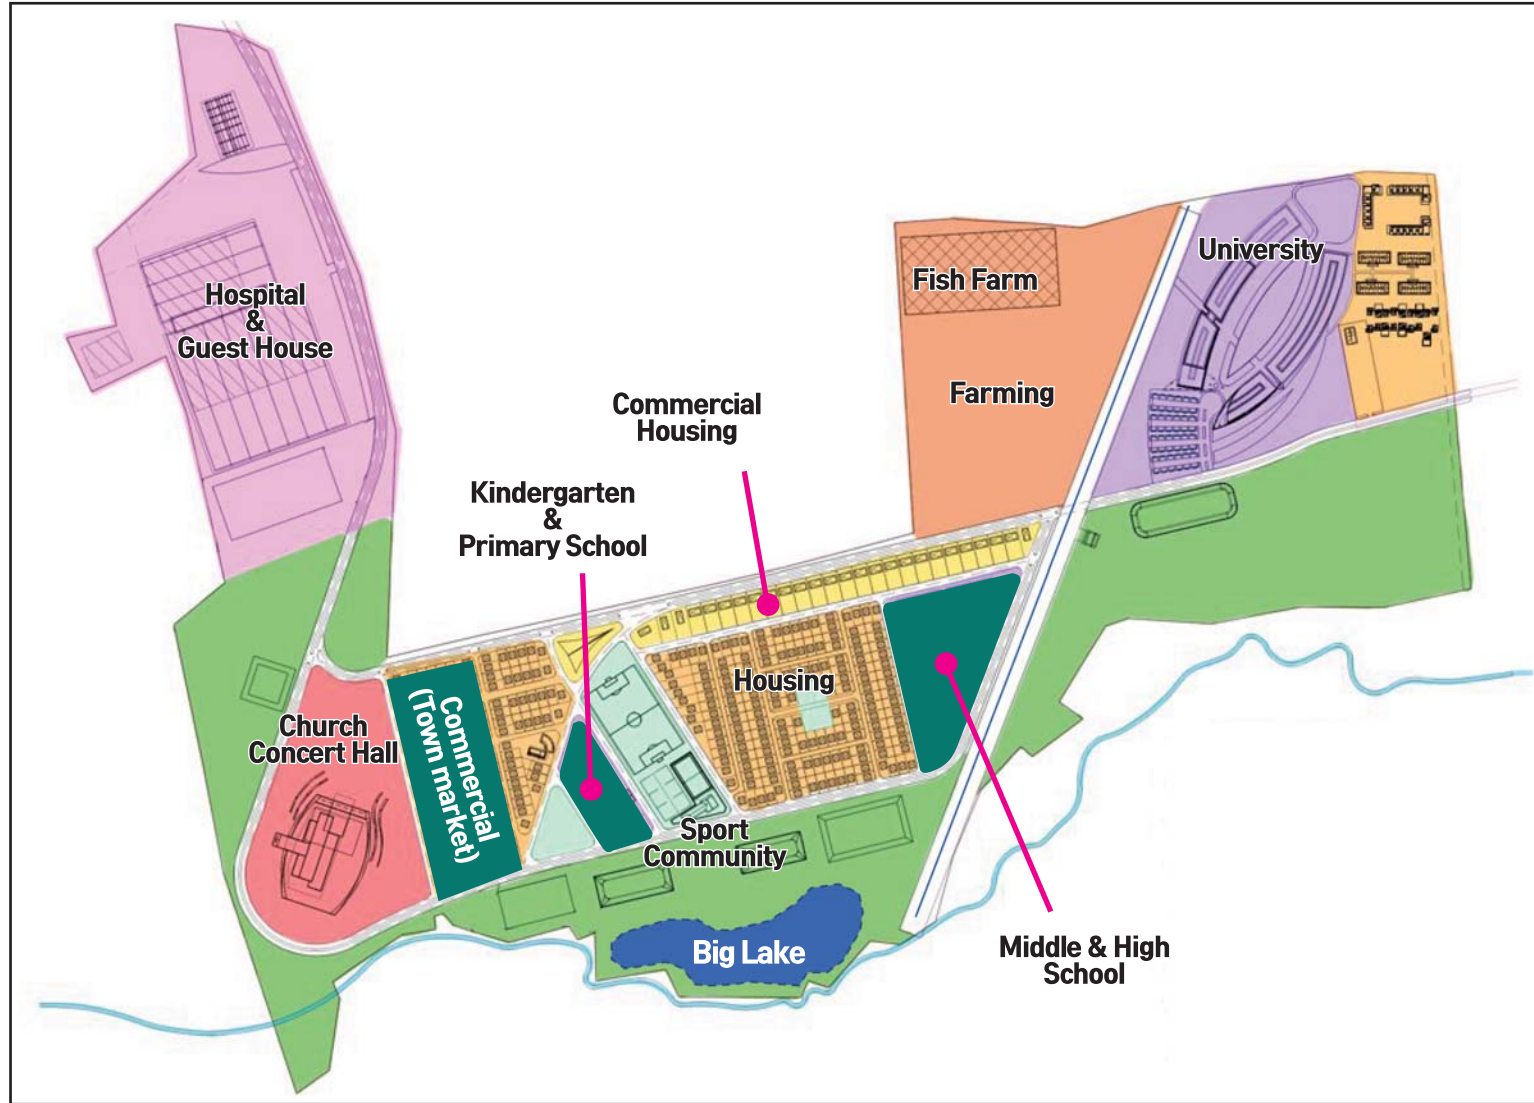 Hospital
&
Guest House
Fish Farm
Farming
University
Commercial
Housing
Kindergarten
&
Primary School
Housing
Church
Concert Hall
Commercial
(Town market)
Sport
Community
Big Lake
Middle & High
School